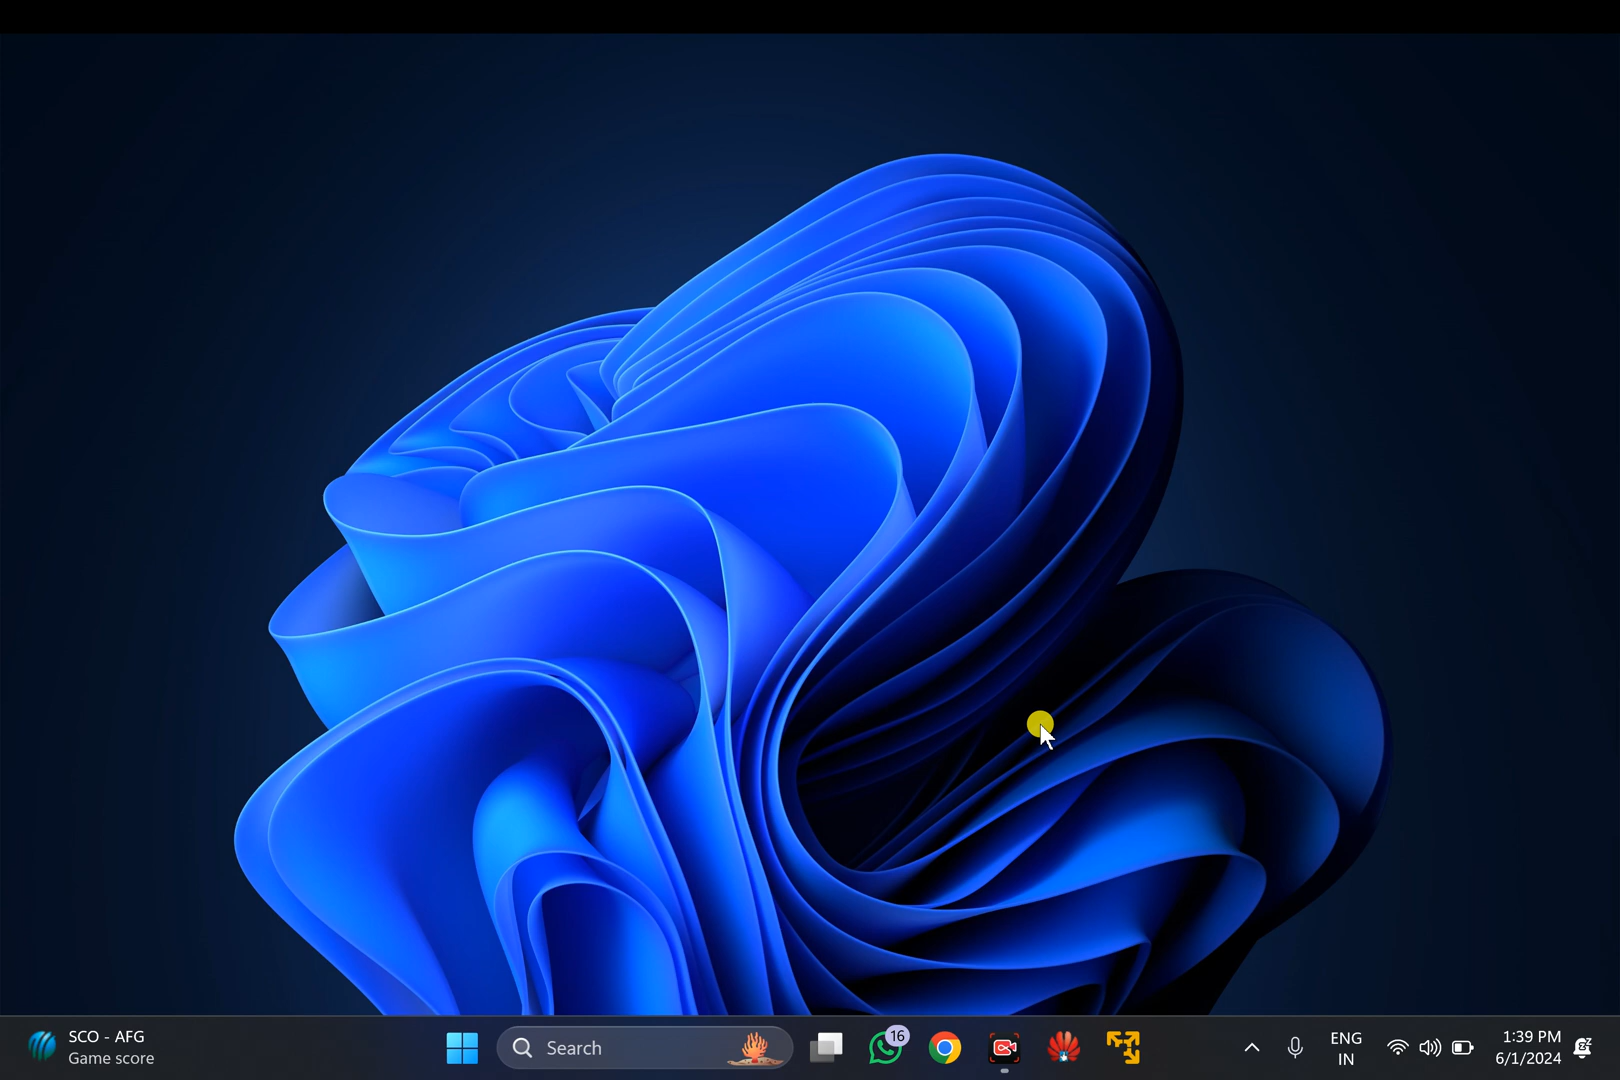 SCO - AFG
Game score
Search
16
ENG
IN
1:39 PM
6/1/2024